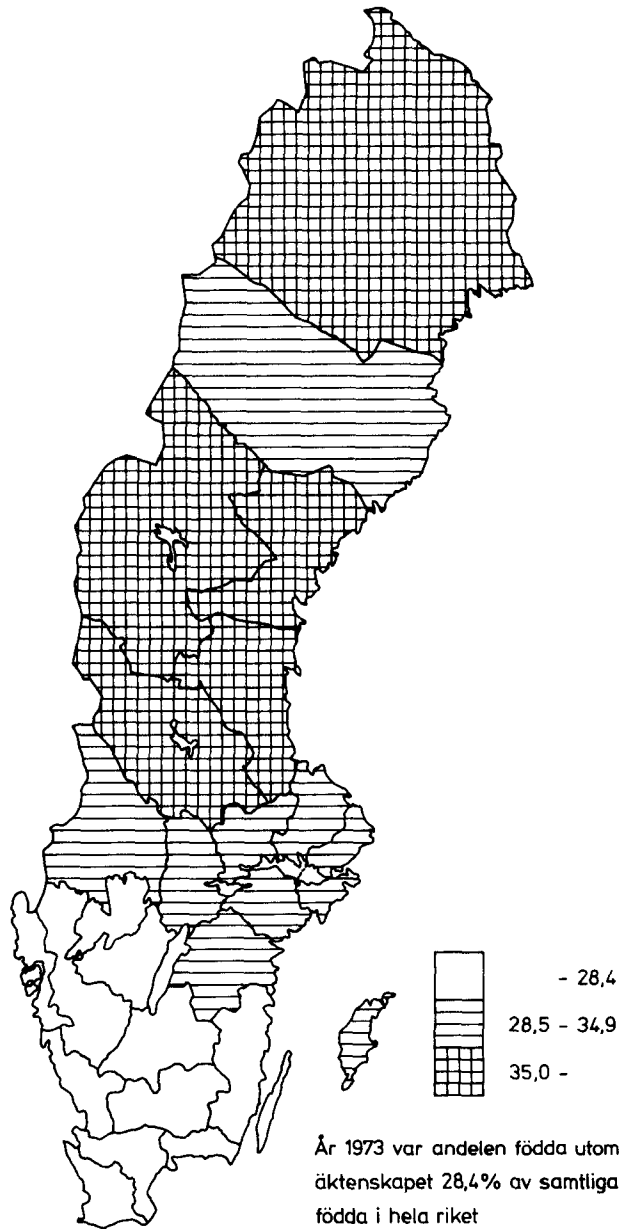 - 28,4
28,5 - 34,9
35,0 -
År 1973 var andelen födda utom
äktenskapet 28,4% av samtliga
födda i hela riket